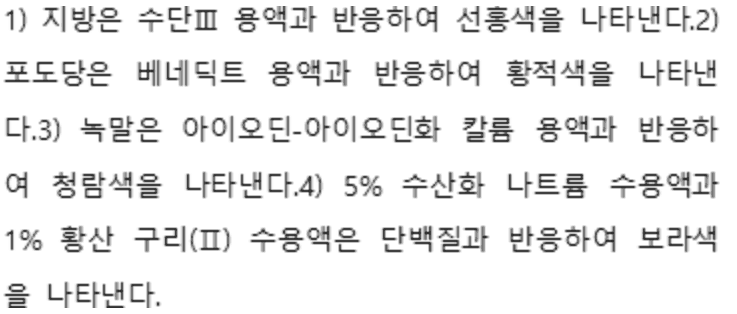 1) 지방은 수단Ⅲ 용액과 반응하여 선홍색을 나타낸다.2)
포도당은 베네딕트 용액과 반응하여 황적색을 나타낸
다.3) 녹말은 아이오딘-아이오딘화 칼륨 용액과 반응하
여 청람색을 나타낸다.4) 5% 수산화 나트륨 수용액과
1% 황산 구리(Ⅱ) 수용액은 단백질과 반응하여 보라색
을 나타낸다.